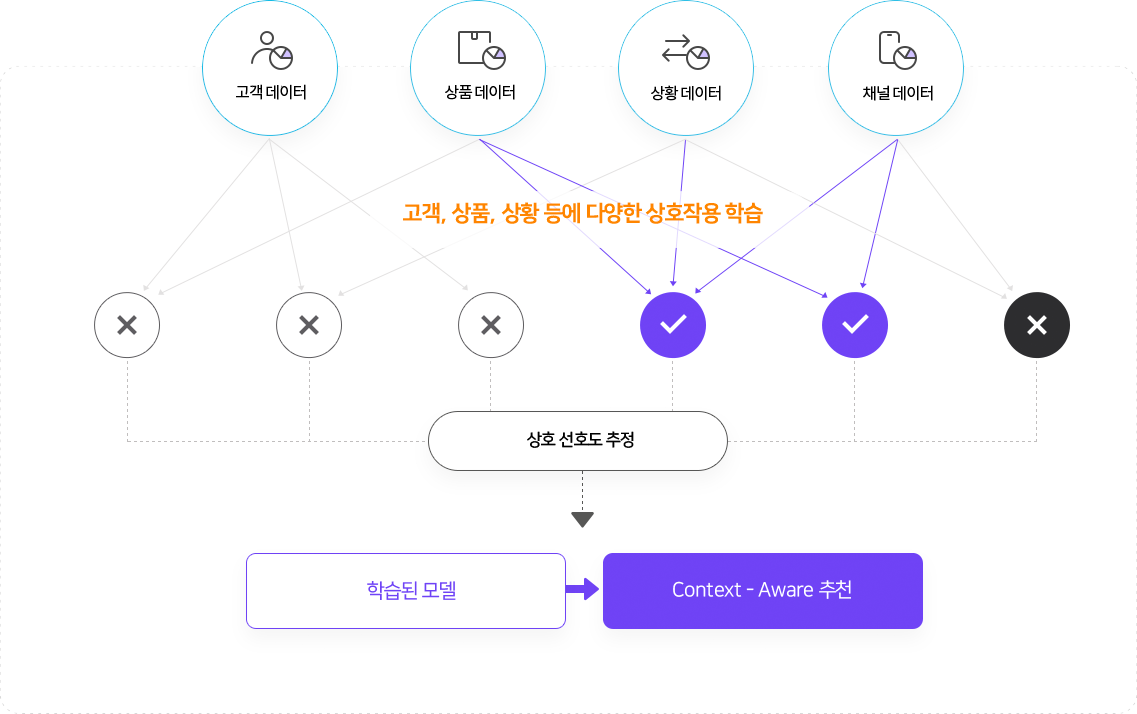 고객 데이터
상품 데이터
상황 데이터
채널 데이터
고객, 상품, 상황 등에 다양한 상호작용 학습
상호 선호도 추정
학습된 모델
Context - Aware 추천